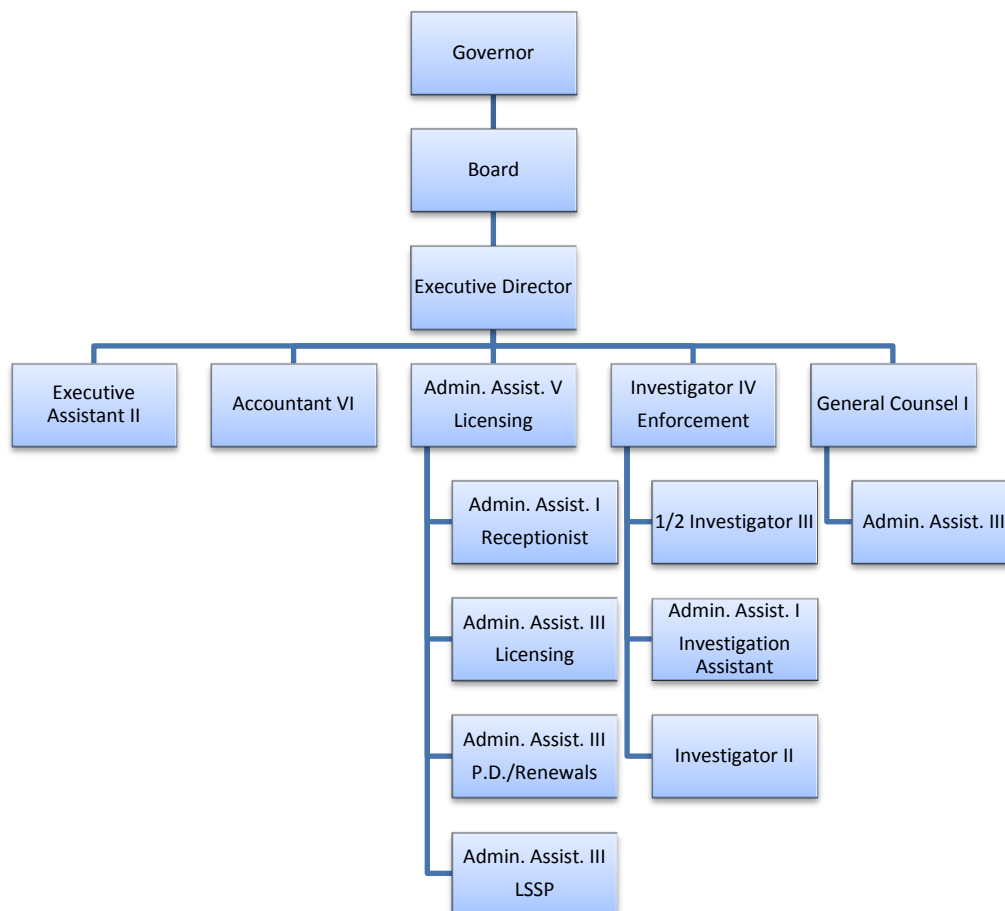 Governor
Board
Executive Director
Executive
Assistant II
Accountant VI
Admin. Assist. V
Licensing
Investigator IV
Enforcement
General Counsel I
Admin. Assist. I
Receptionist
1/2 Investigator III
Admin. Assist. III
Admin. Assist. III
Licensing
Admin. Assist. I
Investigation
Assistant
Admin. Assist. III
P.D./Renewals
Investigator II
Admin. Assist. III
LSSP